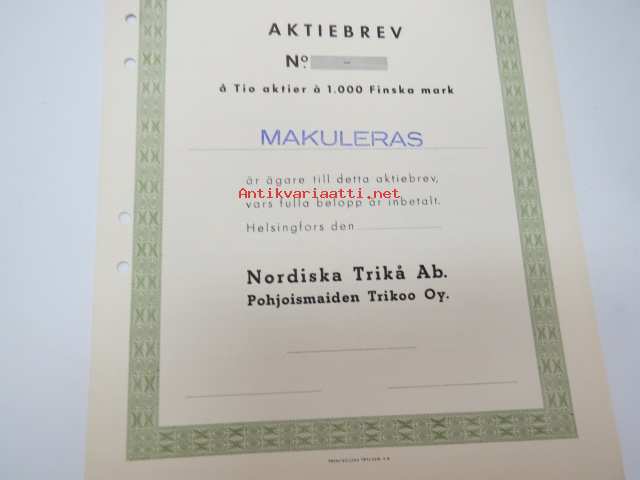 AKTIEBREV
Nº. -
å Tio aktier à 1.000 Finska mark
MAKULERAS
är ägare till detta aktiebrev,
Antikvariaatti.net
vars fulla belopp är inbetalt.
Helsingfors den
Nordiska Trikå Ab.
Pohjoismaiden Trikoo Oy.